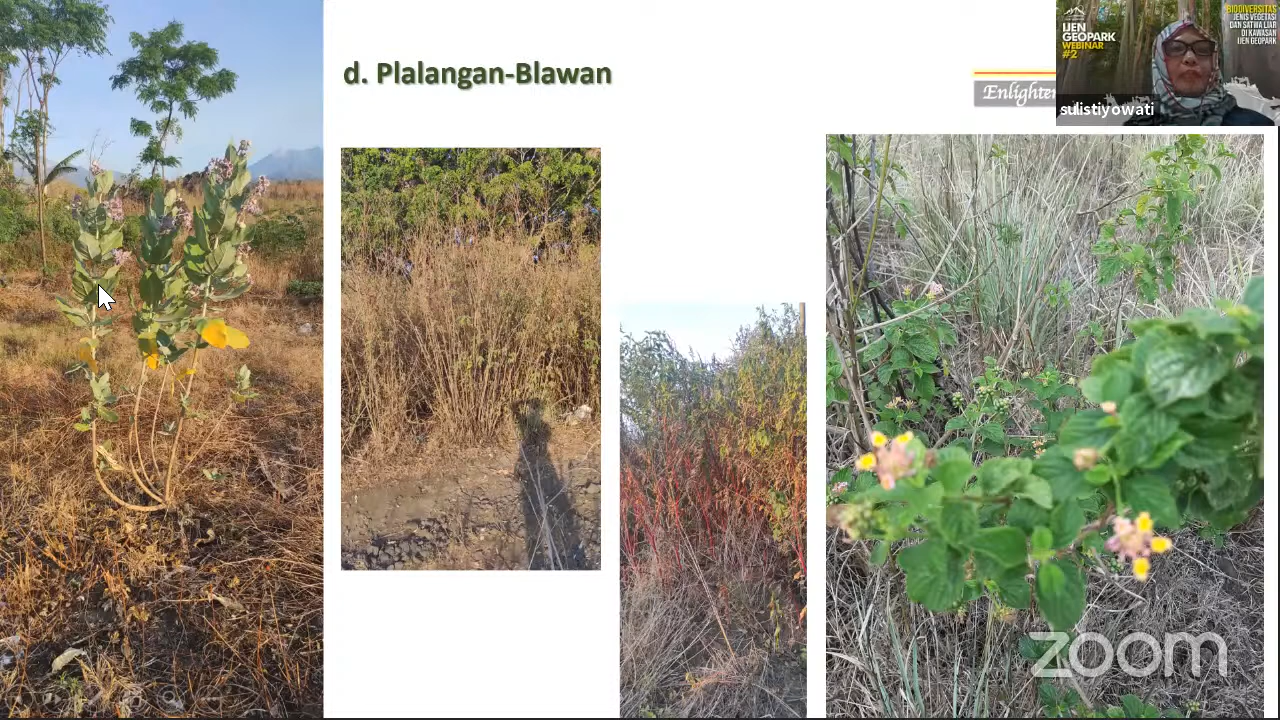 d. Plalangan-Blawan
Enlighten
IJEN
GEOPARK
WEBINAR
#2
BIODIVERSITAS
JENIS VEGETASI
DAN SATWA LIAR
DI KAWASAN
IJEN GEOPARK
sulistiyowati
zoom